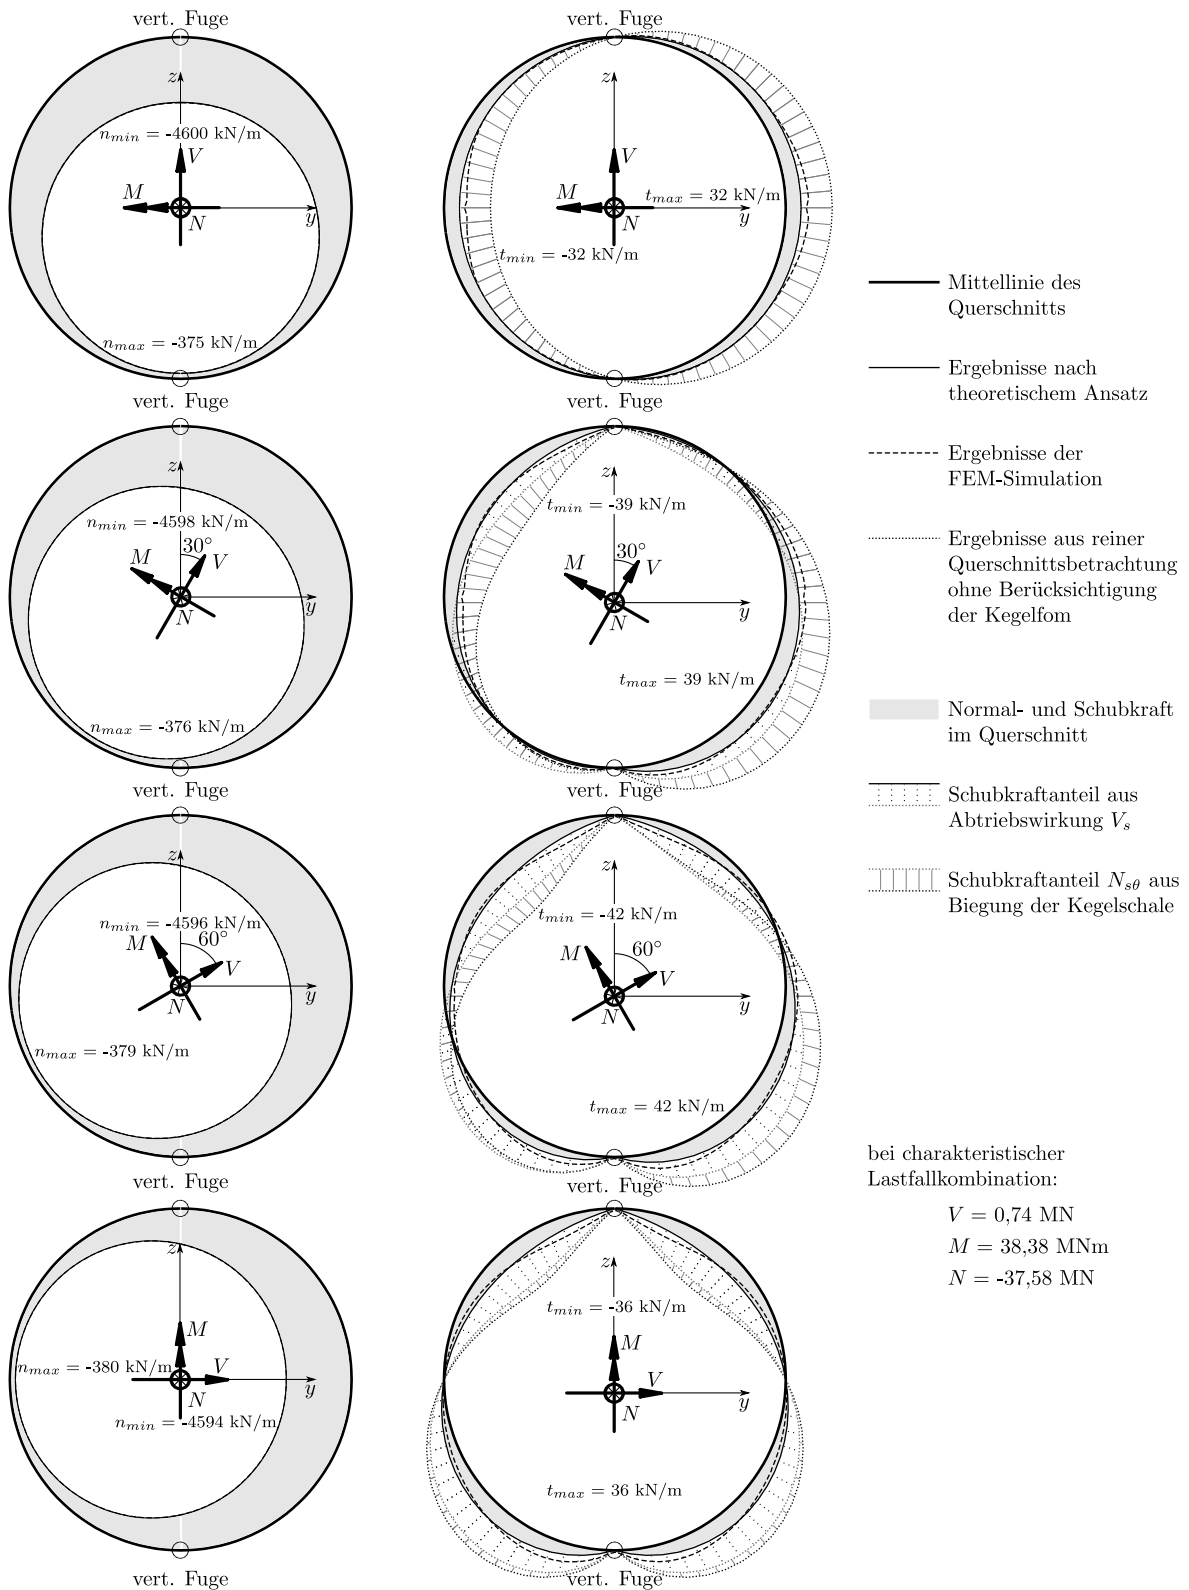 vert. Fuge
z
n_min = -4600 kN/m
V
M
N
y
n_max = -375 kN/m
vert. Fuge
vert. Fuge
z
V
M
t_max = 32 kN/m
N
y
t_min = -32 kN/m
vert. Fuge
z
n_min = -4598 kN/m
30°
M
V
N
y
n_max = -376 kN/m
vert. Fuge
z
t_min = -39 kN/m
30°
M
V
N
y
t_max = 39 kN/m
vert. Fuge
z
n_min = -4596 kN/m
60°
M
V
N
y
n_max = -379 kN/m
vert. Fuge
z
t_min = -42 kN/m
60°
M
V
N
y
t_max = 42 kN/m
vert. Fuge
z
M
n_max = -380 kN/m
V
y
N
n_min = -4594 kN/m
vert. Fuge
z
t_min = -36 kN/m
M
V
y
N
t_max = 36 kN/m
vert. Fuge
Mittellinie des
Querschnitts
Ergebnisse nach
theoretischem Ansatz
Ergebnisse der
FEM-Simulation
Ergebnisse aus reiner
Querschnittsbetrachtung
ohne Berücksichtigung
der Kegelfom
Normal- und Schubkraft
im Querschnitt
Schubkraftanteil aus
Abtriebswirkung V_s
Schubkraftanteil N_sθ aus
Biegung der Kegelschale
bei charakteristischer
Lastfallkombination:
V = 0,74 MN
M = 38,38 MNm
N = -37,58 MN